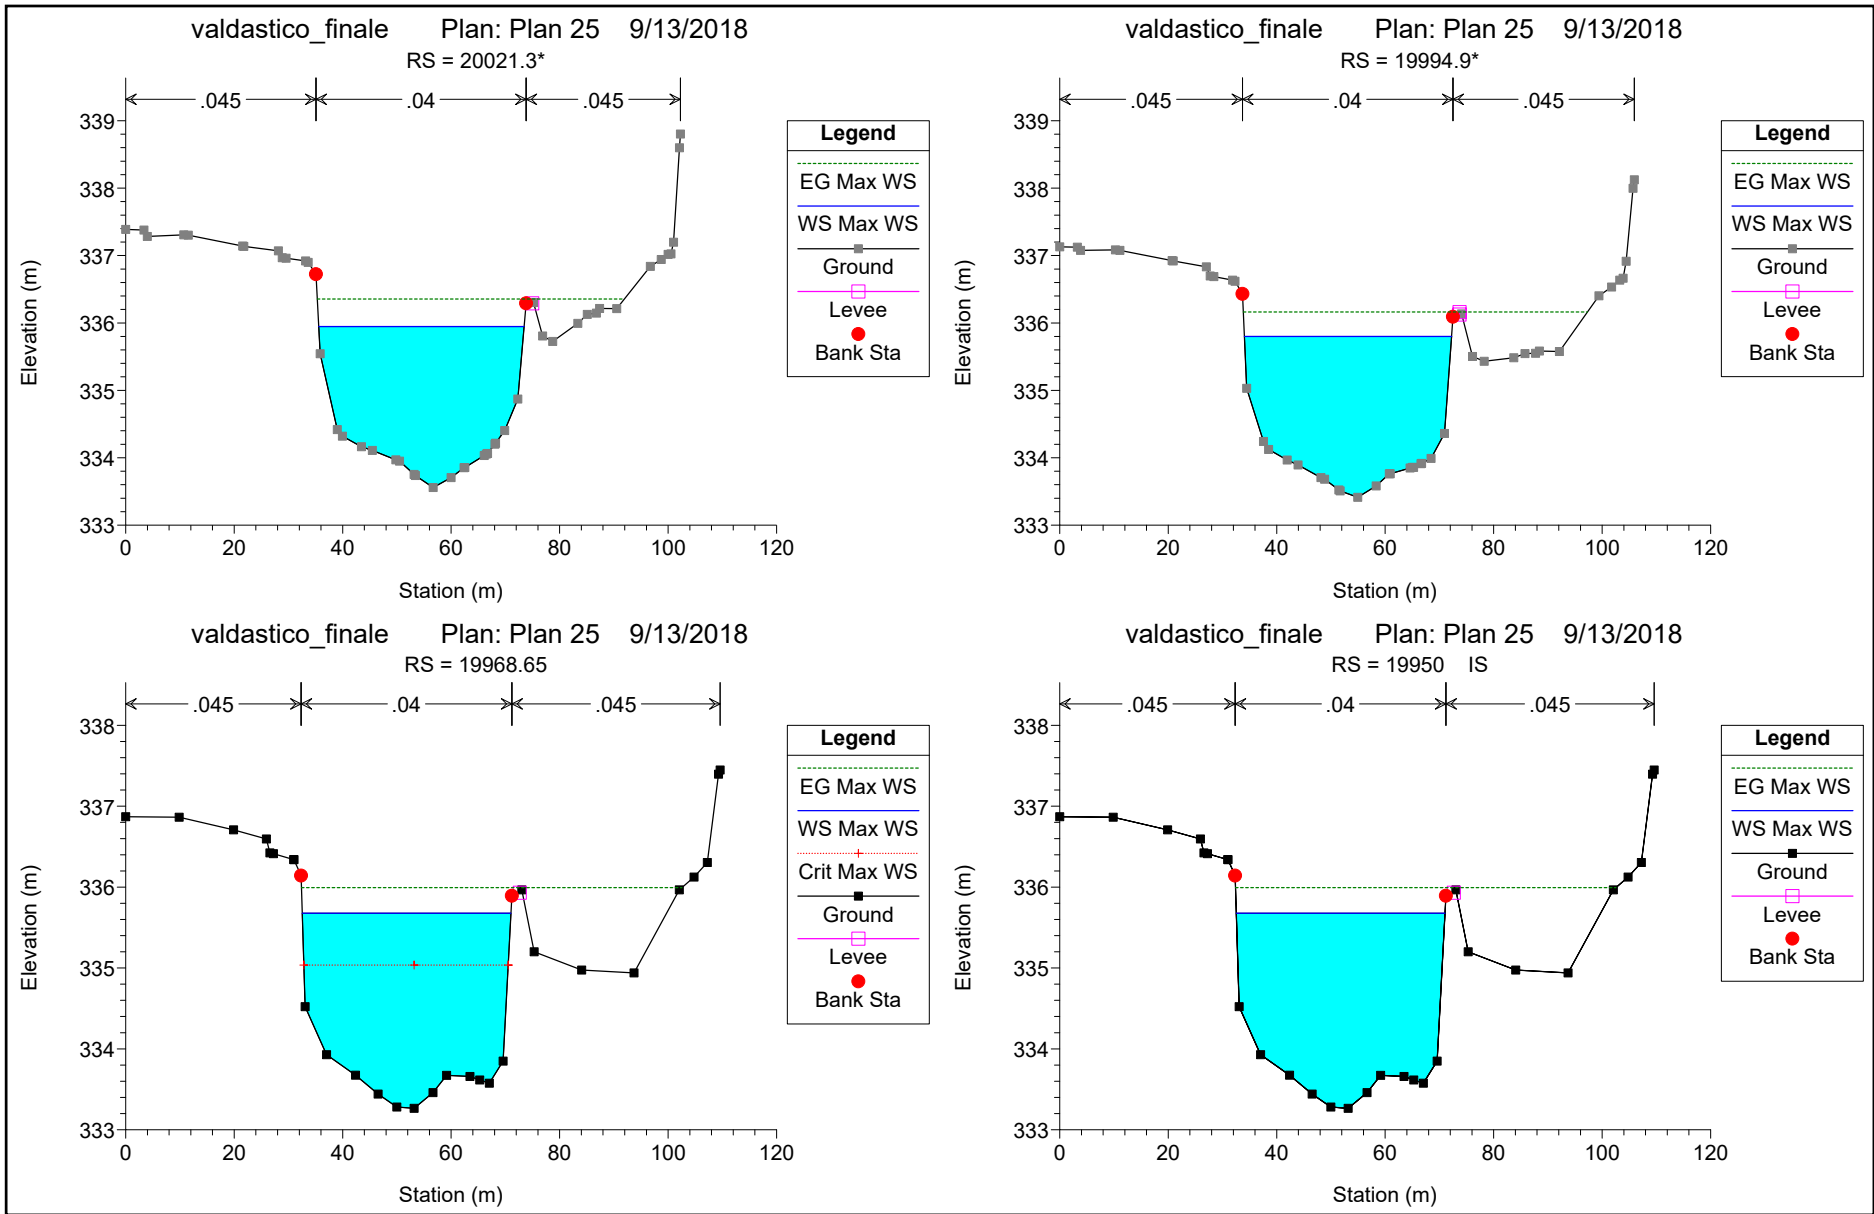 valdastico_finale Plan: Plan 25 9/13/2018
RS = 20021.3*
.045 .04 .045
339
338
337
336
335
334
333
0 20 40 60 80 100 120
Elevation (m)
Station (m)
Legend
EG Max WS
WS Max WS
Ground
Levee
Bank Sta
valdastico_finale Plan: Plan 25 9/13/2018
RS = 19994.9*
.045 .04 .045
339
338
337
336
335
334
333
0 20 40 60 80 100 120
Elevation (m)
Station (m)
Legend
EG Max WS
WS Max WS
Ground
Levee
Bank Sta
valdastico_finale Plan: Plan 25 9/13/2018
RS = 19968.65
.045 .04 .045
338
337
336
335
334
333
0 20 40 60 80 100 120
Elevation (m)
Station (m)
Legend
EG Max WS
WS Max WS
Crit Max WS
Ground
Levee
Bank Sta
valdastico_finale Plan: Plan 25 9/13/2018
RS = 19950 IS
.045 .04 .045
338
337
336
335
334
333
0 20 40 60 80 100 120
Elevation (m)
Station (m)
Legend
EG Max WS
WS Max WS
Ground
Levee
Bank Sta